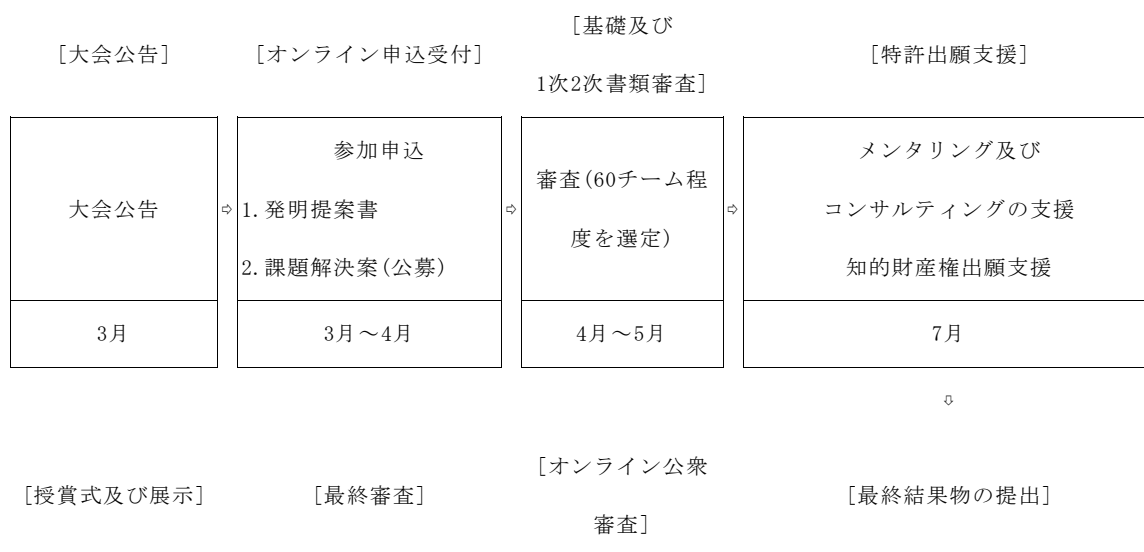 [大会公告]
[オンライン申込受付]
[基礎及び
1次2次書類審査]
[特許出願支援]
大会公告
⇨
参加申込
1.発明提案書
2.課題解決案(公募)
⇨
審査(60チーム程
度を選定)
⇨
メンタリング及び
コンサルティングの支援
知的財産権出願支援
3月
3月～4月
4月～5月
7月
⇩
[授賞式及び展示]
[最終審査]
[オンライン公衆
審査]
[最終結果物の提出]